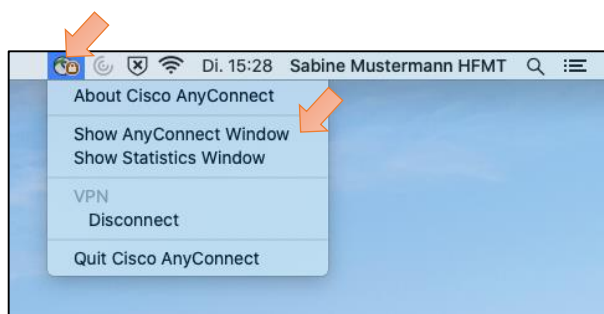 Di. 15:28 Sabine Mustermann HFMT
About Cisco AnyConnect
Show AnyConnect Window
Show Statistics Window
VPN
Disconnect
Quit Cisco AnyConnect